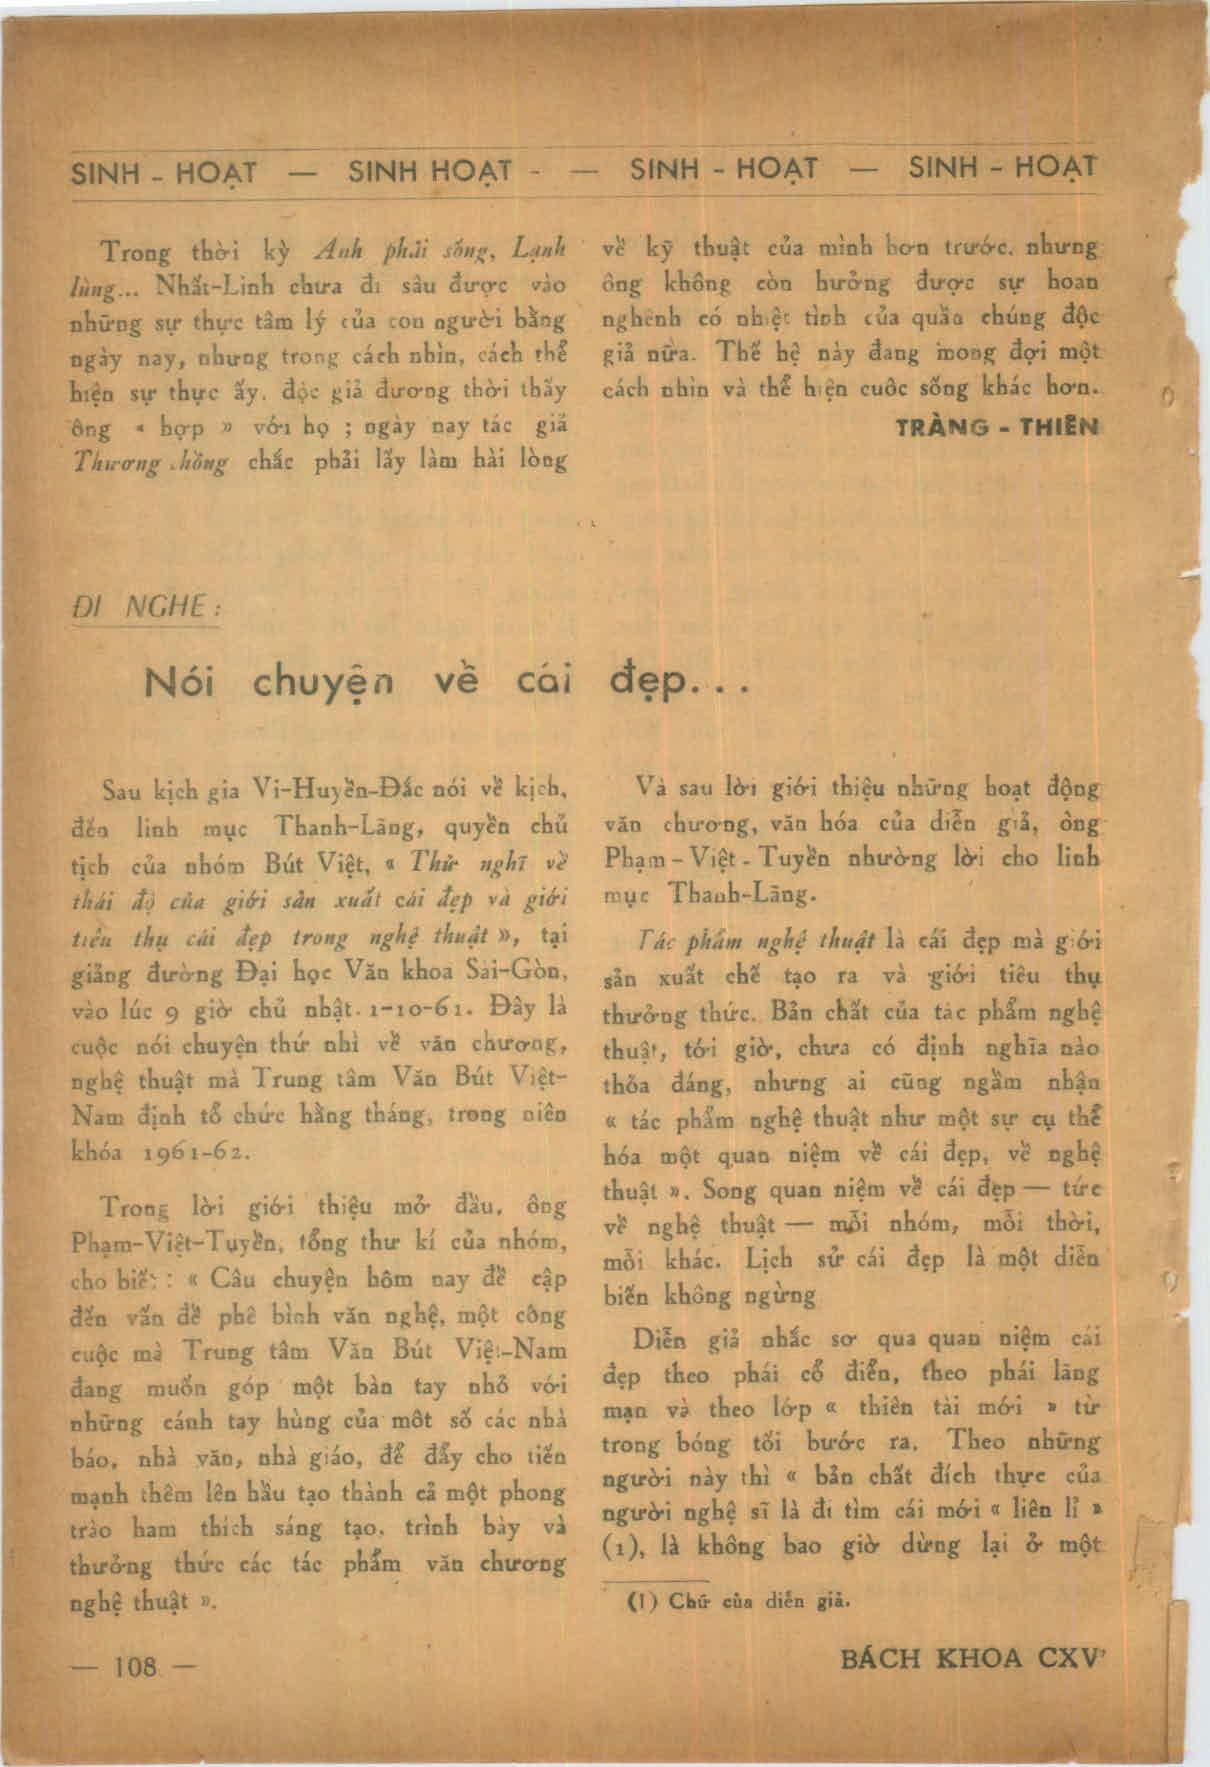 SINH - HOẠT — SINH HOẠT - — SINH - HOẠT — SINH - HOẠT
Trong thời kỳ Anh phải sống, Lạnh
lùng... Nhất-Linh chưa đi sâu được vào
những sự thực tâm lý của con người bằng
ngày nay, nhưng trong cách nhìn, cách thể
hiện sự thực ấy, độc giả đương thời thấy
ông « hợp » với họ ; ngày nay tác giả
Thương chồng chắc phải lấy làm hài lòng
về kỹ thuật của mình hơn trước. nhưng
ông không còn hưởng được sự hoan
nghênh có nhiệt tình của quần chúng độc
giả nữa. Thế hệ này đang mong đợi một
cách nhìn và thể hiện cuộc sống khác hơn.
TRÀNG - THIÊN
ĐI NGHE :
Nói chuyện về cái đẹp...
Sau kịch gia Vi-Huyền-Đắc nói về kịch,
đến linh mục Thanh-Lãng, quyền chủ
tịch của nhóm Bút Việt, « Thử nghĩ về
thái độ của giới sản xuất cái đẹp và giới
tiêu thụ cái đẹp trong nghệ thuật », tại
giảng đường Đại học Văn khoa Sài-Gòn,
vào lúc 9 giờ chủ nhật. 1-10-61. Đây là
cuộc nói chuyện thứ nhì về văn chương,
nghệ thuật mà Trung tâm Văn Bút Việt-
Nam định tổ chức hằng tháng, trong niên
khóa 1961-62.
Trong lời giới thiệu mở đầu, ông
Phạm-Việt-Tuyền, tổng thư kí của nhóm,
cho biết : « Câu chuyện hôm nay đề cập
đến vấn đề phê bình văn nghệ, một công
cuộc mà Trung tâm Văn Bút Việt-Nam
đang muốn góp một bàn tay nhỏ với
những cánh tay hùng của một số các nhà
báo, nhà văn, nhà giáo, để đẩy cho tiến
mạnh thêm lên hầu tạo thành cả một phong
trào ham thích sáng tạo, trình bày và
thưởng thức các tác phẩm văn chương
nghệ thuật ».
Và sau lời giới thiệu những hoạt động
văn chương, văn hóa của diễn giả, ông
Phạm - Việt - Tuyền nhường lời cho linh
mục Thanh-Lãng.
Tác phẩm nghệ thuật là cái đẹp mà giới
sản xuất chế tạo ra và giới tiêu thụ
thưởng thức. Bản chất của tác phẩm nghệ
thuật, tới giờ, chưa có định nghĩa nào
thỏa đáng, nhưng ai cũng ngầm nhận
« tác phẩm nghệ thuật như một sự cụ thể
hóa một quan niệm về cái đẹp, về nghệ
thuật ». Song quan niệm về cái đẹp — tức
về nghệ thuật — mỗi nhóm, mỗi thời,
mỗi khác. Lịch sử cái đẹp là một diễn
biến không ngừng
Diễn giả nhắc sơ qua quan niệm cái
đẹp theo phái cổ điển, theo phái lãng
mạn và theo lớp « thiên tài mới » từ
trong bóng tối bước ra. Theo những
người này thì « bản chất đích thực của
người nghệ sĩ là đi tìm cái mới « liên lỉ »
(1), là không bao giờ dừng lại ở một
(1) Chữ của diễn giả.
— 108 —
BÁCH KHOA CXV